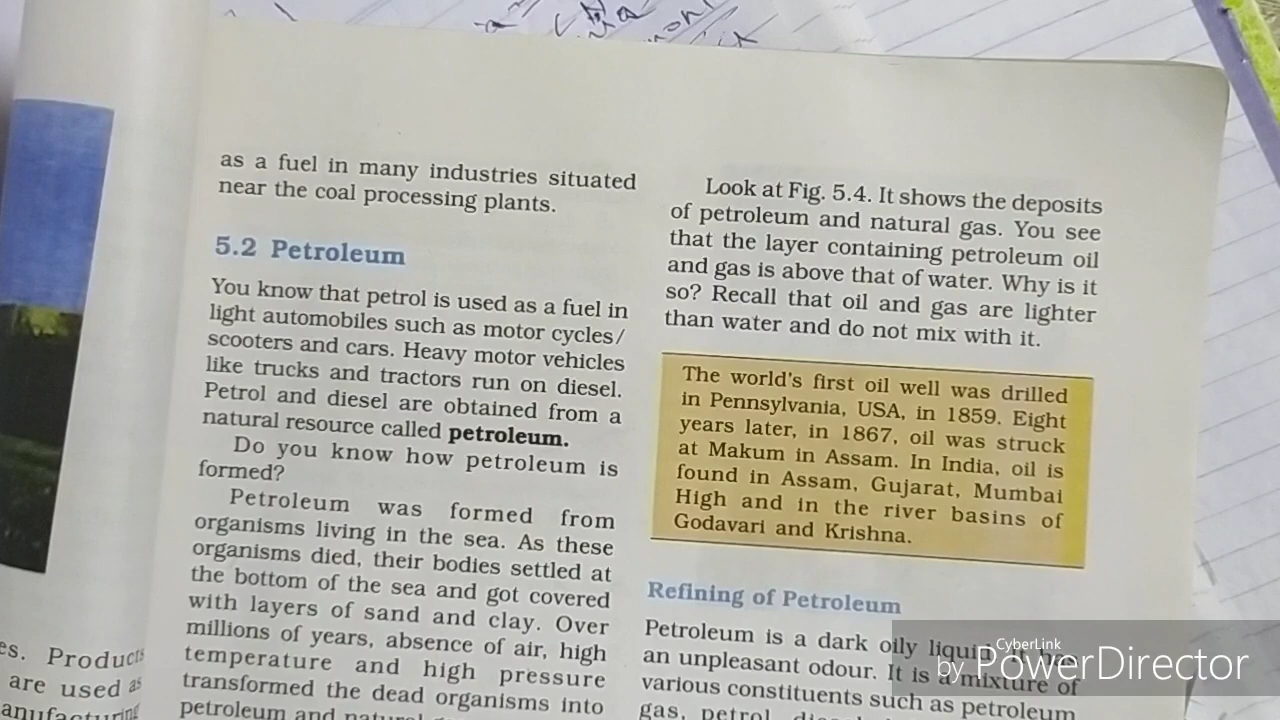 as a fuel in many industries situated
near the coal processing plants.
5.2 Petroleum
You know that petrol is used as a fuel in
light automobiles such as motor cycles/
scooters and cars. Heavy motor vehicles
like trucks and tractors run on diesel.
Petrol and diesel are obtained from a
natural resource called petroleum.
Do you know how petroleum is
formed?
Petroleum was formed from
organisms living in the sea. As these
organisms died, their bodies settled at
the bottom of the sea and got covered
with layers of sand and clay. Over
millions of years, absence of air, high
temperature and high pressure
transformed the dead organisms into
petroleum and natural
Look at Fig. 5.4. It shows the deposits
of petroleum and natural gas. You see
that the layer containing petroleum oil
and gas is above that of water. Why is it
so? Recall that oil and gas are lighter
than water and do not mix with it.
The world's first oil well was drilled
in Pennsylvania, USA, in 1859. Eight
years later, in 1867, oil was struck
at Makum in Assam. In India, oil is
found in Assam, Gujarat, Mumbai
High and in the river basins of
Godavari and Krishna.
Refining of Petroleum
Petroleum is a dark oily liquid. It has
an unpleasant odour. It is a mixture of
various constituents such as petroleum
gas, petrol,
es. Products
are used as
anufacturing
by CyberLink PowerDirector